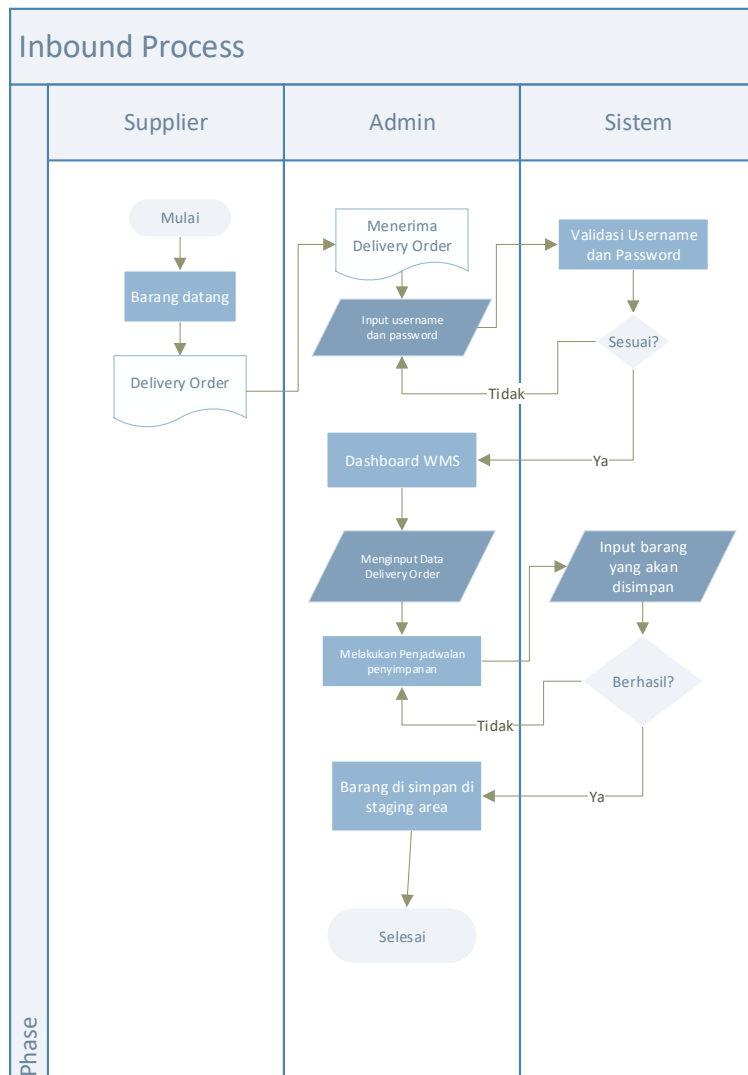 Inbound Process
Supplier
Admin
Sistem
Phase
Mulai
Barang datang
Delivery Order
Menerima
Delivery Order
Input username
dan password
Validasi Username
dan Password
Sesuai?
Tidak
Ya
Dashboard WMS
Menginput Data
Delivery Order
Melakukan Penjadwalan
penyimpanan
Input barang
yang akan
disimpan
Berhasil?
Tidak
Ya
Barang di simpan di
staging area
Selesai